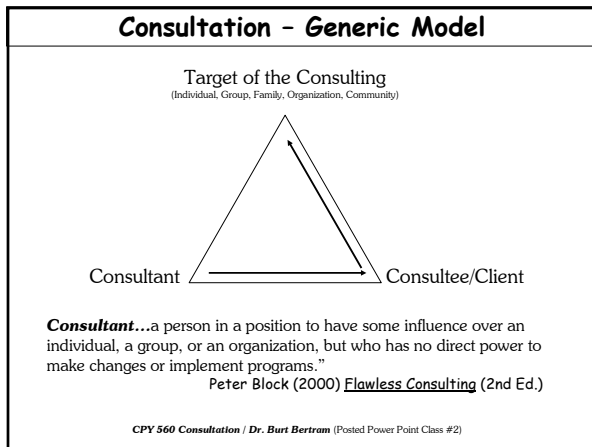 Consultation – Generic Model
Target of the Consulting
(Individual, Group, Family, Organization, Community)
Consultant
Consultee/Client
Consultant…a person in a position to have some influence over an
individual, a group, or an organization, but who has no direct power to
make changes or implement programs.”
Peter Block (2000) Flawless Consulting (2nd Ed.)
CPY 560 Consultation / Dr. Burt Bertram (Posted Power Point Class #2)